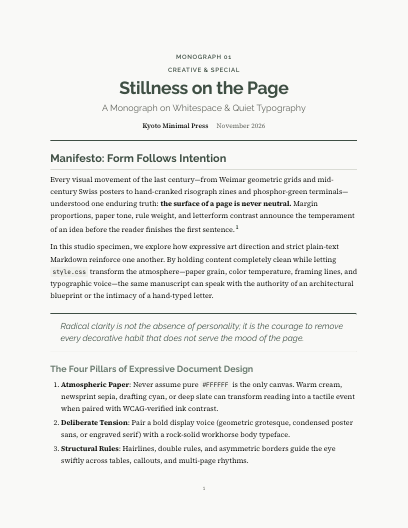 MONOGRAPH 01
CREATIVE & SPECIAL
Stillness on the Page
A Monograph on Whitespace & Quiet Typography
Kyoto Minimal Press November 2026
Manifesto: Form Follows Intention
Every visual movement of the last century—from Weimar geometric grids and mid-
century Swiss posters to hand-cranked risograph zines and phosphor-green terminals—
understood one enduring truth: the surface of a page is never neutral. Margin
proportions, paper tone, rule weight, and letterform contrast announce the temperament
of an idea before the reader finishes the first sentence.1
In this studio specimen, we explore how expressive art direction and strict plain-text
Markdown reinforce one another. By holding content completely clean while letting
style.css transform the atmosphere—paper grain, color temperature, framing lines, and
typographic voice—the same manuscript can speak with the authority of an architectural
blueprint or the intimacy of a hand-typed letter.
Radical clarity is not the absence of personality; it is the courage to remove
every decorative habit that does not serve the mood of the page.
The Four Pillars of Expressive Document Design
1. Atmospheric Paper: Never assume pure #FFFFFF is the only canvas. Warm cream,
newsprint sepia, drafting cyan, or deep slate can transform reading into a tactile event
when paired with WCAG-verified ink contrast.
2. Deliberate Tension: Pair a bold display voice (geometric grotesque, condensed poster
sans, or engraved serif) with a rock-solid workhorse body typeface.
3. Structural Rules: Hairlines, double rules, and asymmetric borders guide the eye
swiftly across tables, callouts, and multi-page rhythms.
1